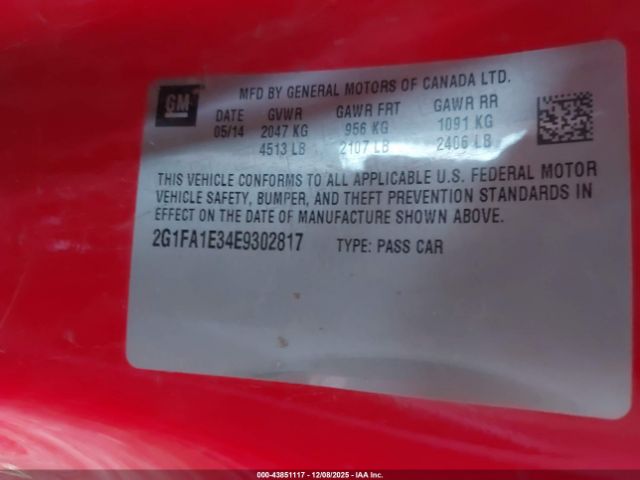 GM
MFD BY GENERAL MOTORS OF CANADA LTD.
DATE GVWR GAWR FRT GAWR RR
05/14 2047 KG 956 KG 1091 KG
4513 LB 2107 LB 2406 LB
THIS VEHICLE CONFORMS TO ALL APPLICABLE U.S. FEDERAL MOTOR
VEHICLE SAFETY, BUMPER, AND THEFT PREVENTION STANDARDS IN
EFFECT ON THE DATE OF MANUFACTURE SHOWN ABOVE.
2G1FA1E34E9302817 TYPE: PASS CAR
000-43851117 - 12/08/2025 - IAA Inc.